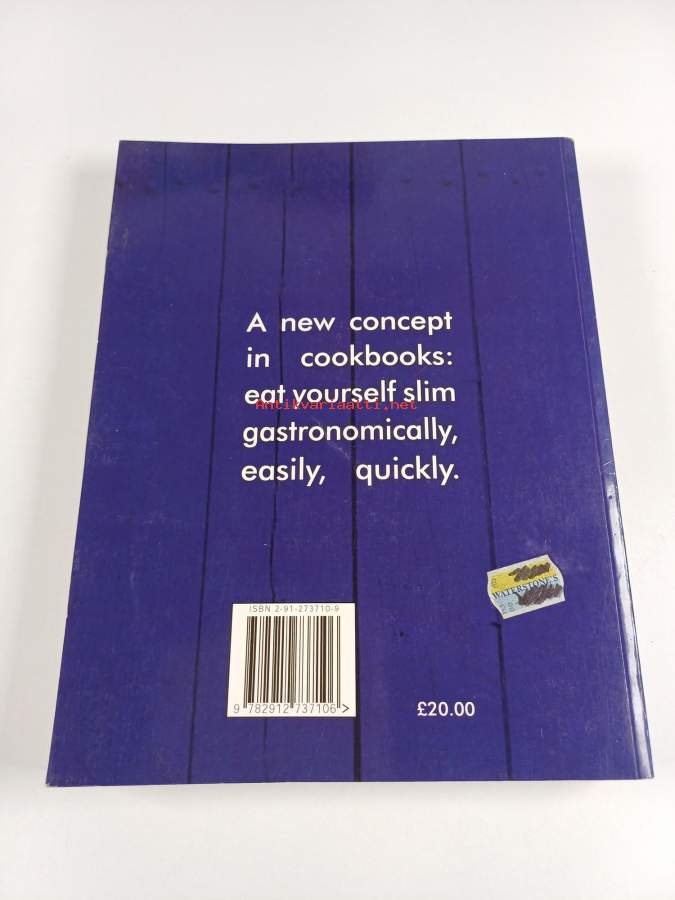 A new concept
in cookbooks:
eat yourself slim
Antikvariaatti.net
gastronomically,
easily, quickly.
WATERSTONE'S
ISBN 2-91-273710-9
9 782912 737106 >
£20.00